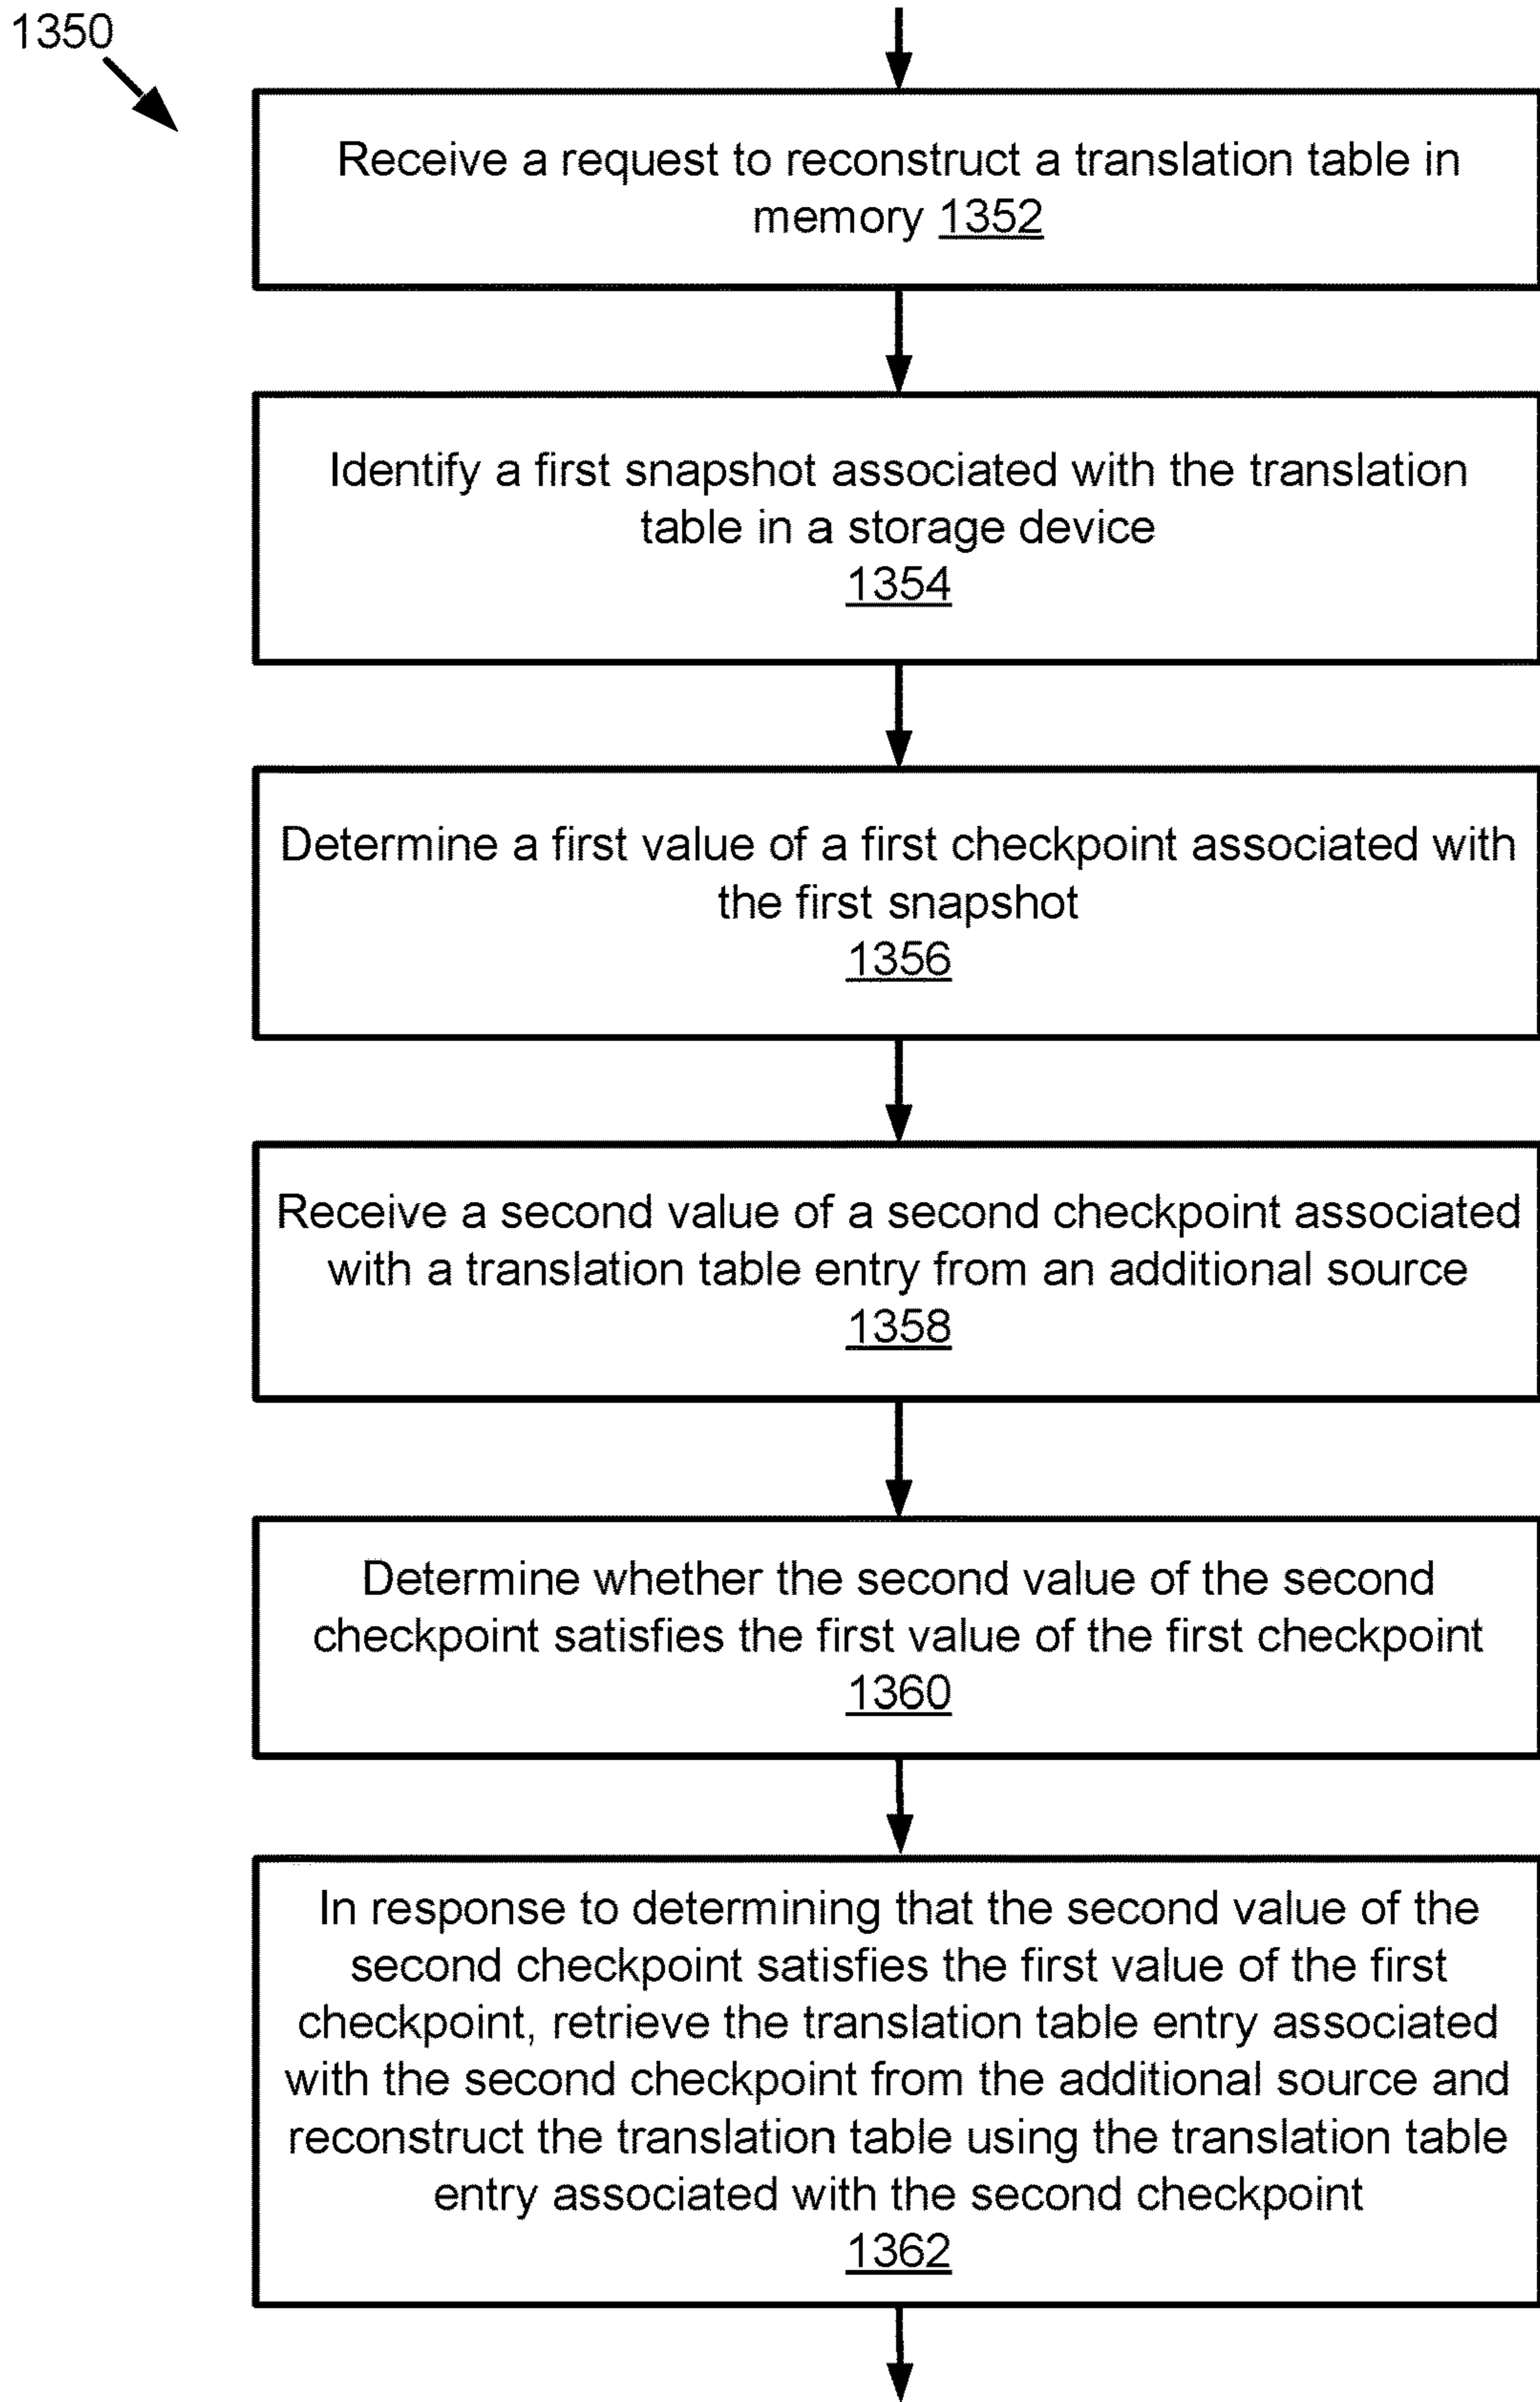 1350
Receive a request to reconstruct a translation table in
memory 1352
Identify a first snapshot associated with the translation
table in a storage device
1354
Determine a first value of a first checkpoint associated with
the first snapshot
1356
Receive a second value of a second checkpoint associated
with a translation table entry from an additional source
1358
Determine whether the second value of the second
checkpoint satisfies the first value of the first checkpoint
1360
In response to determining that the second value of the
second checkpoint satisfies the first value of the first
checkpoint, retrieve the translation table entry associated
with the second checkpoint from the additional source and
reconstruct the translation table using the translation table
entry associated with the second checkpoint
1362